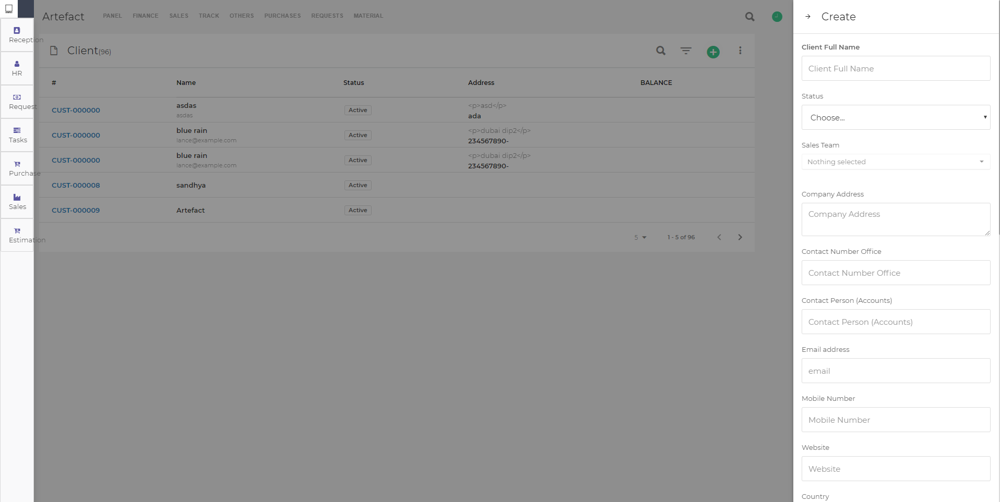 Artefact
PANEL FINANCE SALES TRACK OTHERS PURCHASES REQUESTS MATERIAL
Reception
HR
Request
Tasks
Purchase
Sales
Estimation
Client(96)
# Name Status Address BALANCE
CUST-000000 asdas Active <p>asd</p>
asdas ada
CUST-000000 blue rain Active <p>dubai dip2</p>
lance@example.com 234567890-
CUST-000000 blue rain Active <p>dubai dip2</p>
lance@example.com 234567890-
CUST-000008 sandhya Active
CUST-000009 Artefact Active
5 1 - 5 of 96
Create
Client Full Name
Client Full Name
Status
Choose...
Sales Team
Nothing selected
Company Address
Company Address
Contact Number Office
Contact Number Office
Contact Person (Accounts)
Contact Person (Accounts)
Email address
email
Mobile Number
Mobile Number
Website
Website
Country